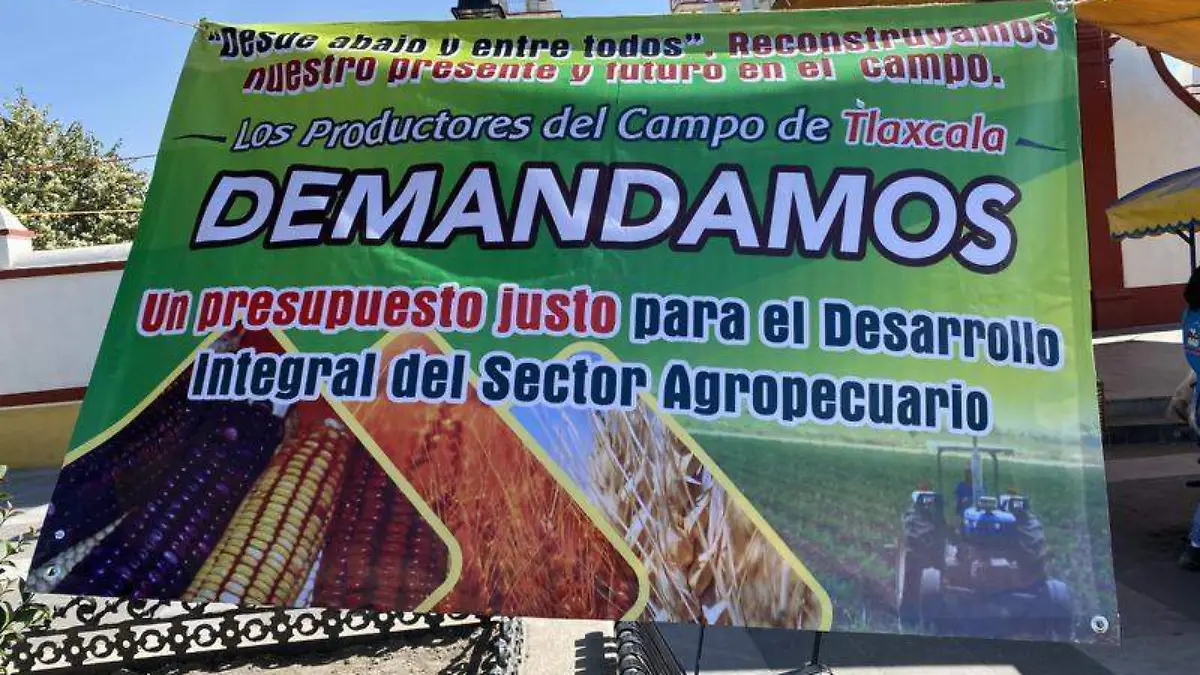 "Desde abajo y entre todos". Reconstruyamos
nuestro presente y futuro en el campo.
Los Productores del Campo de Tlaxcala
DEMANDAMOS
Un presupuesto justo para el Desarrollo
Integral del Sector Agropecuario